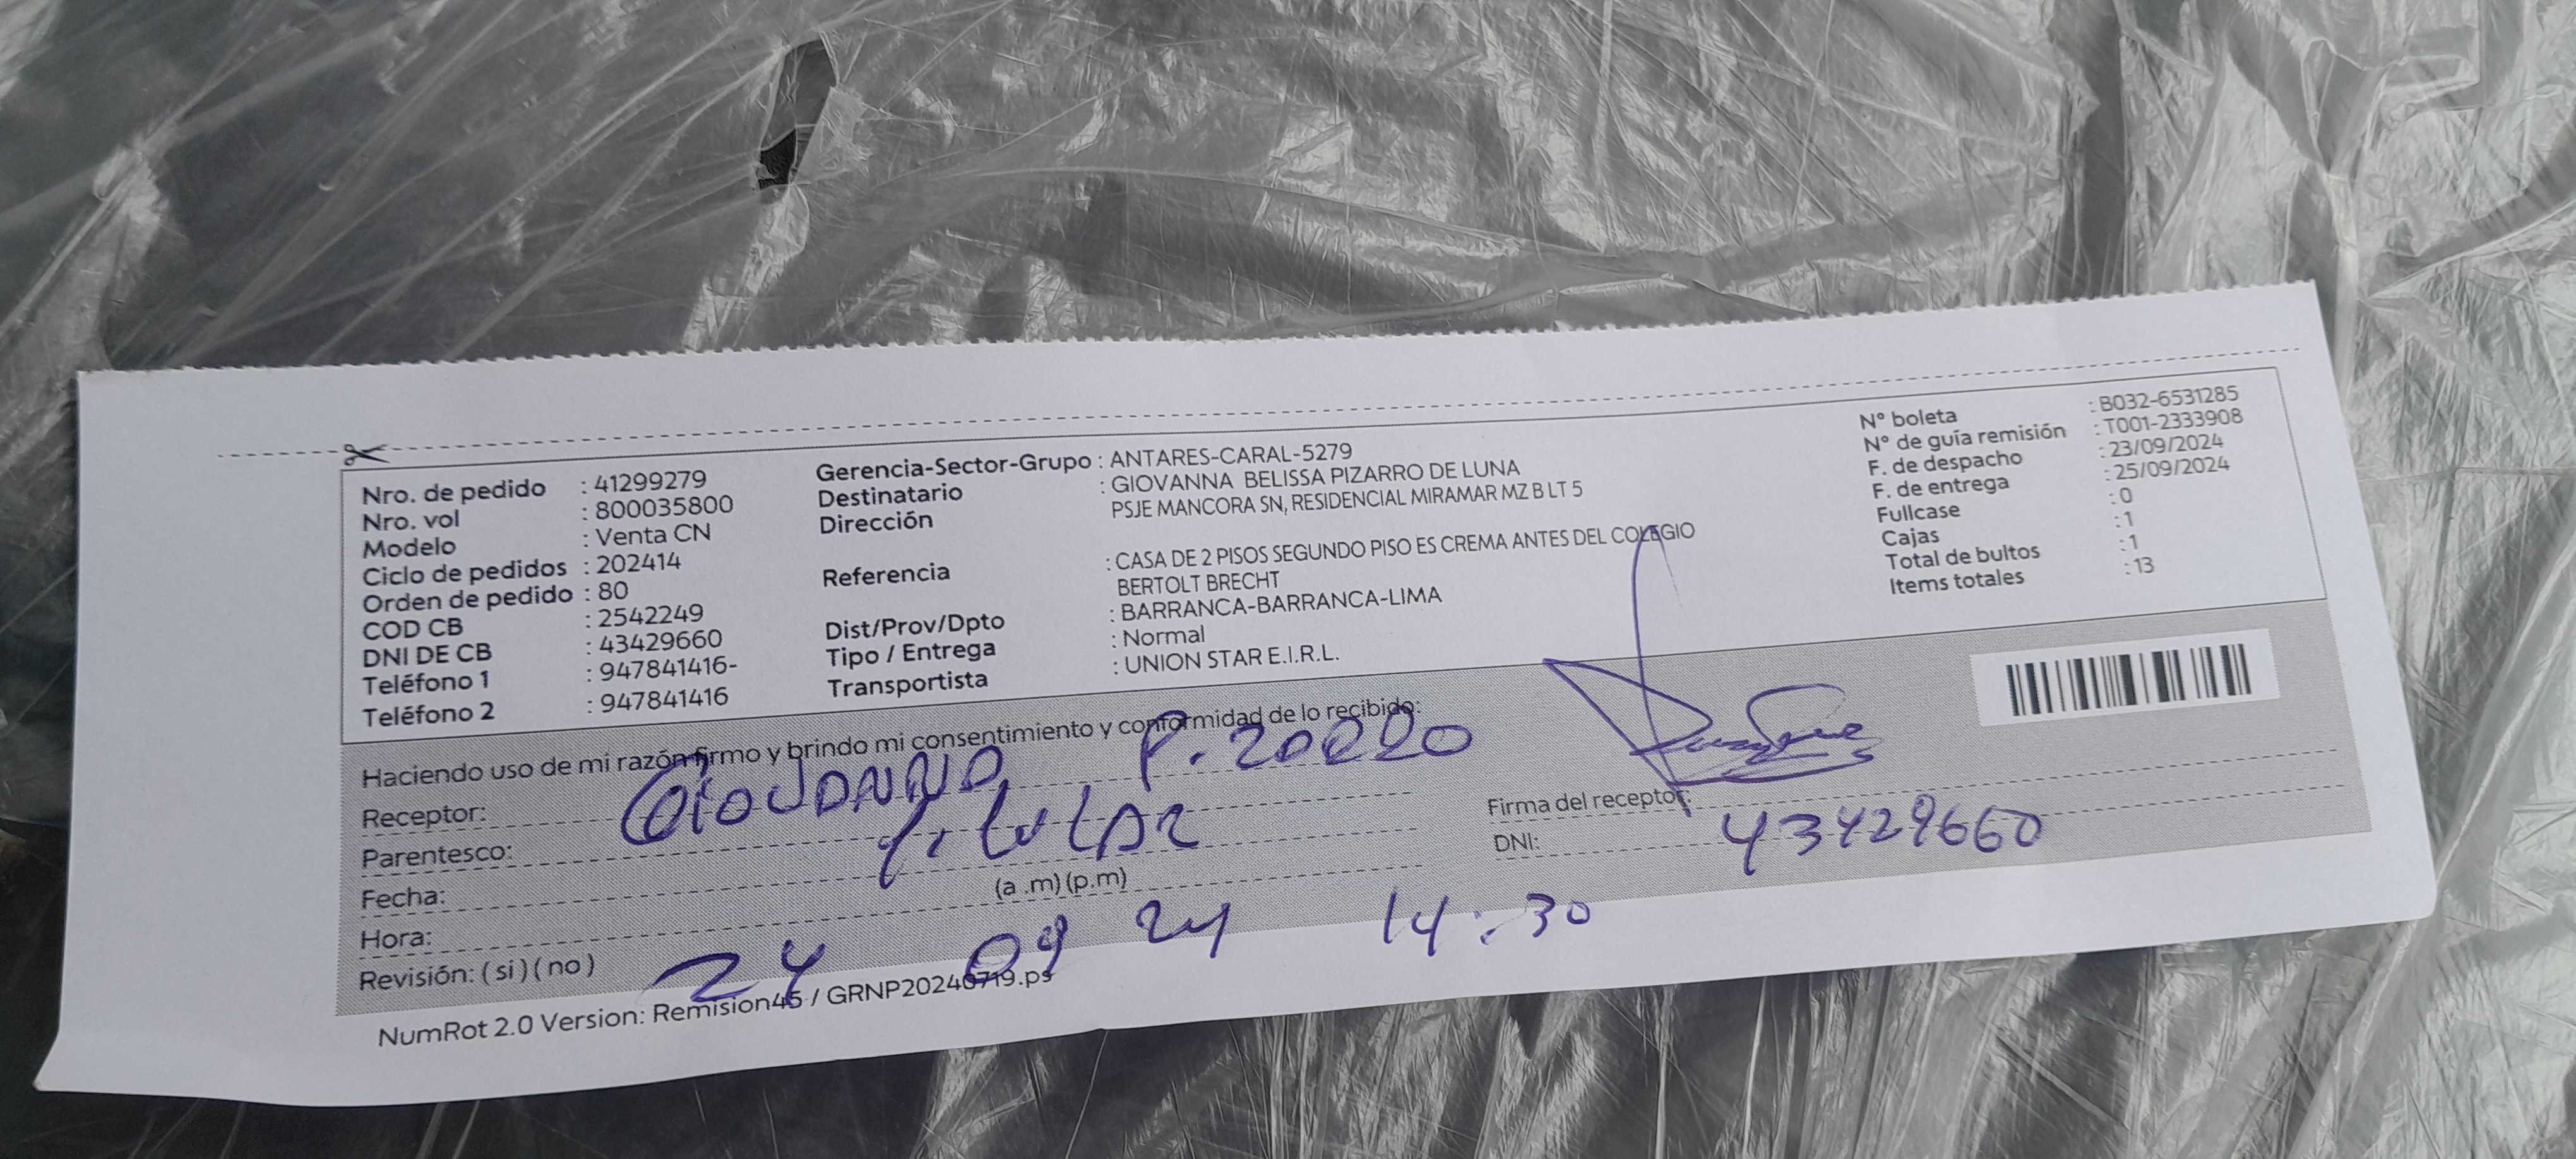 Nro. de pedido : 41299279
Nro. vol : 800035800
Modelo : Venta CN
Ciclo de pedidos : 202414
Orden de pedido : 80
COD CB : 2542249
DNI DE CB : 43429660
Teléfono 1 : 947841416-
Teléfono 2 : 947841416
Gerencia-Sector-Grupo : ANTARES-CARAL-5279
Destinatario : GIOVANNA BELISSA PIZARRO DE LUNA
Dirección PSJE MANCORA SN, RESIDENCIAL MIRAMAR MZ B LT 5
Referencia : CASA DE 2 PISOS SEGUNDO PISO ES CREMA ANTES DEL COLEGIO
BERTOLT BRECHT
Dist/Prov/Dpto : BARRANCA-BARRANCA-LIMA
Tipo / Entrega : Normal
Transportista : UNION STAR E.I.R.L.
N° boleta : B032-6531285
N° de guía remisión : T001-2333908
F. de despacho : 23/09/2024
F. de entrega : 25/09/2024
Fullcase : 0
Cajas : 1
Total de bultos : 1
Items totales : 13
Haciendo uso de mi razón firmo y brindo mi consentimiento y conformidad de lo recibido:
Receptor: GIOVANNA
Parentesco: titular
Fecha:
(a .m) (p.m)
Hora:
Revisión: ( si ) ( no )
24 09 24 14:30
Firma del receptor:
DNI: 43429660
NumRot 2.0 Version: Remision45 / GRNP20240719.ps